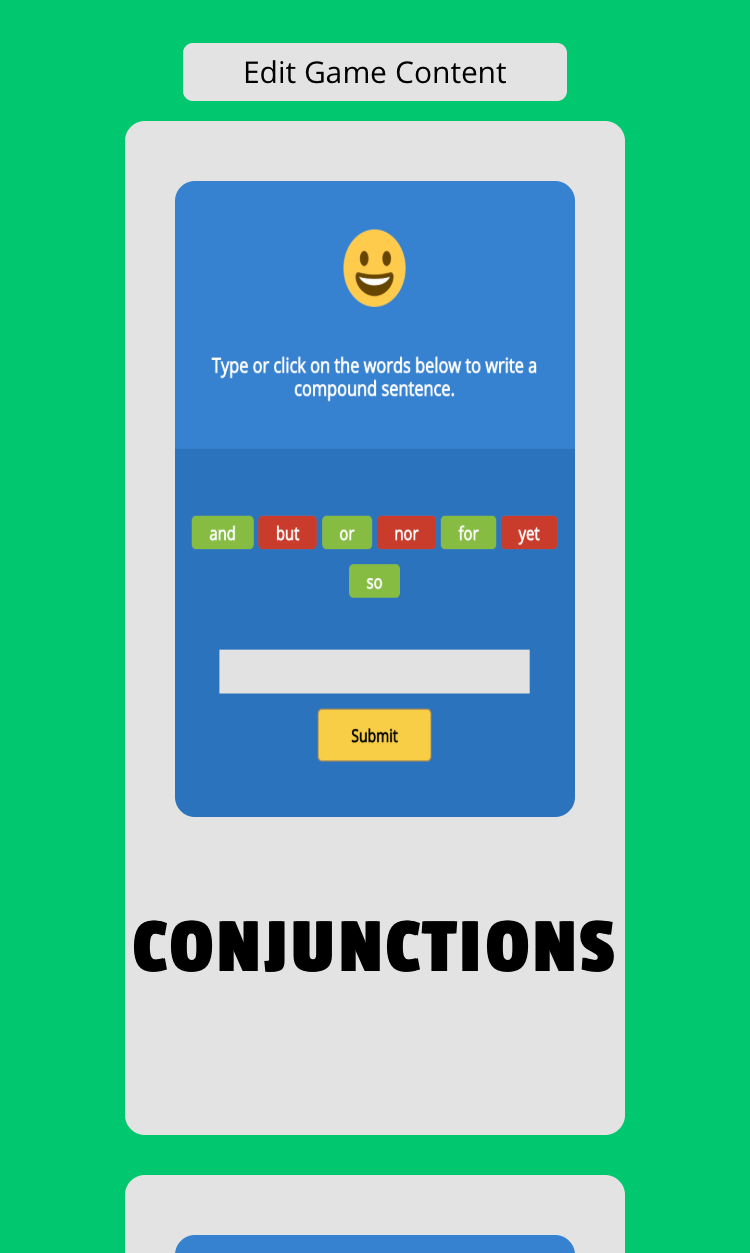 Edit Game Content
Type or click on the words below to write a
compound sentence.
and but or nor for yet
so
Submit
CONJUNCTIONS